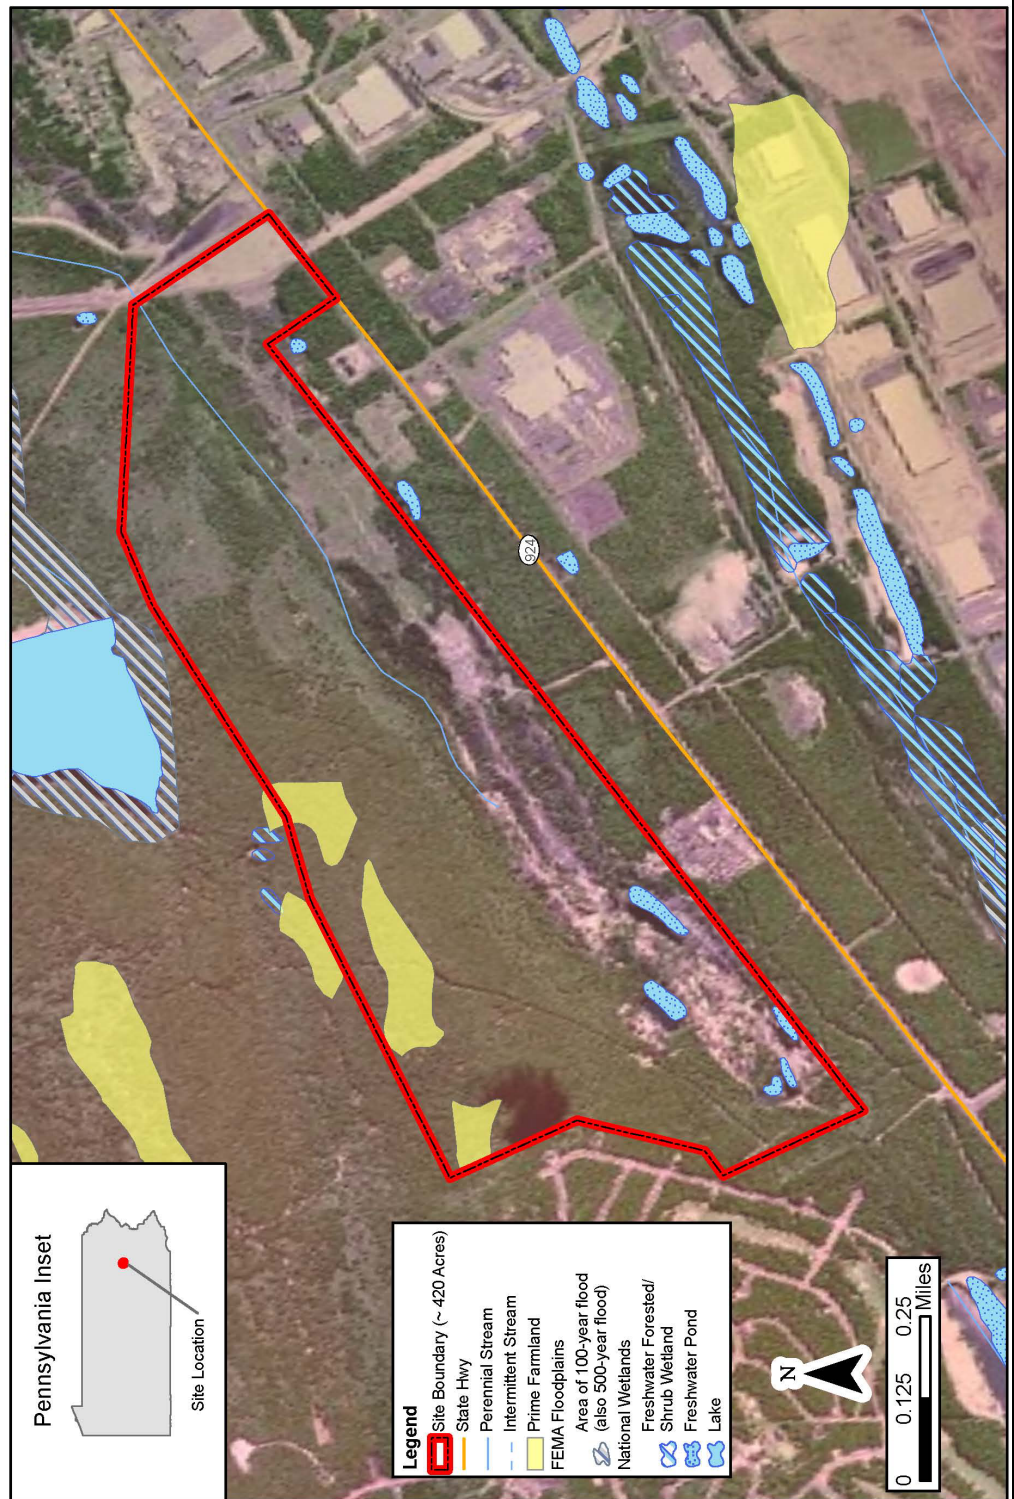 Pennsylvania Inset
Site Location
Legend
Site Boundary (~ 420 Acres)
State Hwy
Perennial Stream
Intermittent Stream
Prime Farmland
FEMA Floodplains
Area of 100-year flood
(also 500-year flood)
National Wetlands
Freshwater Forested/
Shrub Wetland
Freshwater Pond
Lake
N
0 0.125 0.25
Miles
924